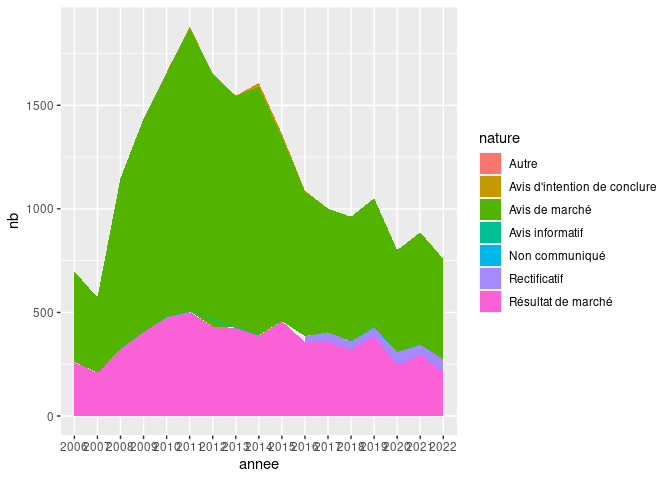 1500
1000
500
0
nb
2006 2007 2008 2009 2010 2011 2012 2013 2014 2015 2016 2017 2018 2019 2020 2021 2022
annee
nature
Autre
Avis d'intention de conclure
Avis de marché
Avis informatif
Non communiqué
Rectificatif
Résultat de marché